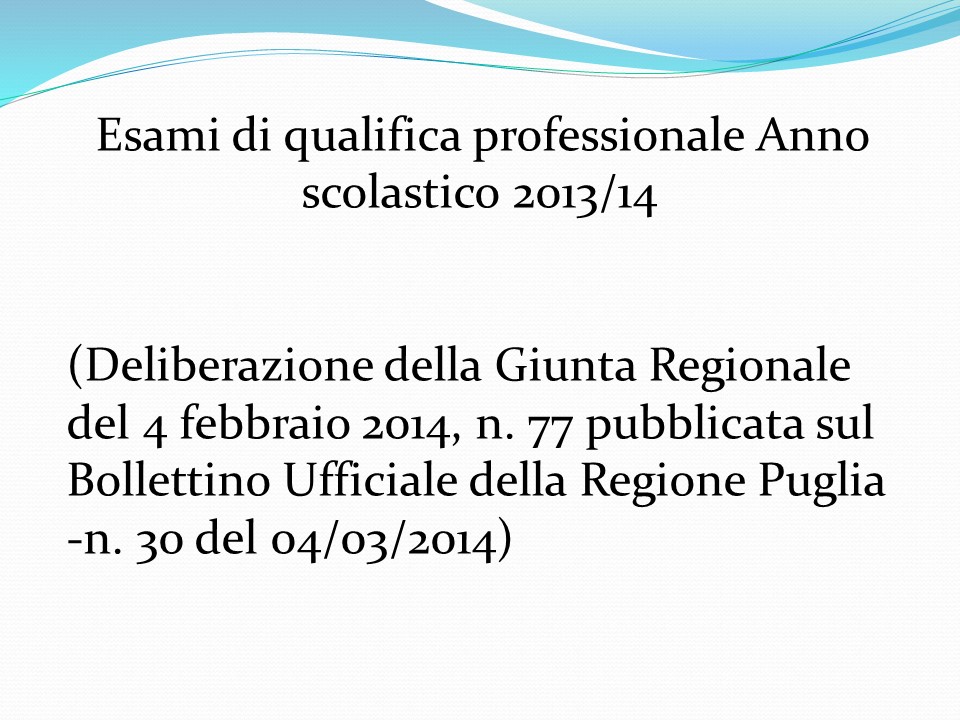 Esami di qualifica professionale Anno
scolastico 2013/14
(Deliberazione della Giunta Regionale
del 4 febbraio 2014, n. 77 pubblicata sul
Bollettino Ufficiale della Regione Puglia
-n. 30 del 04/03/2014)